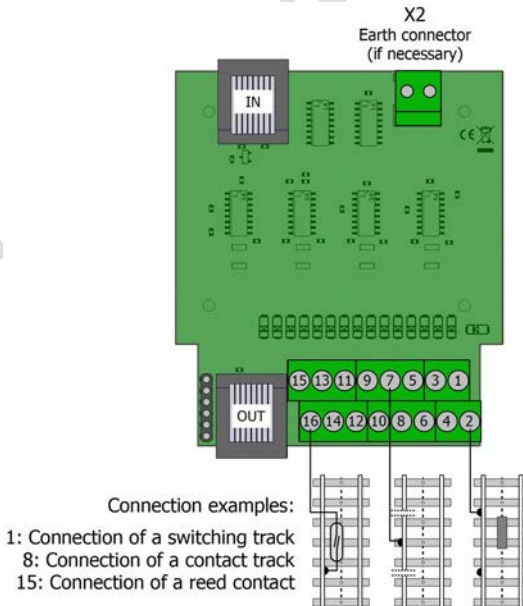 X2
Earth connector
(if necessary)
IN
CE
15 13 11 9 7 5 3 1
OUT
16 14 12 10 8 6 4 2
Connection examples:
1: Connection of a switching track
8: Connection of a contact track
15: Connection of a reed contact